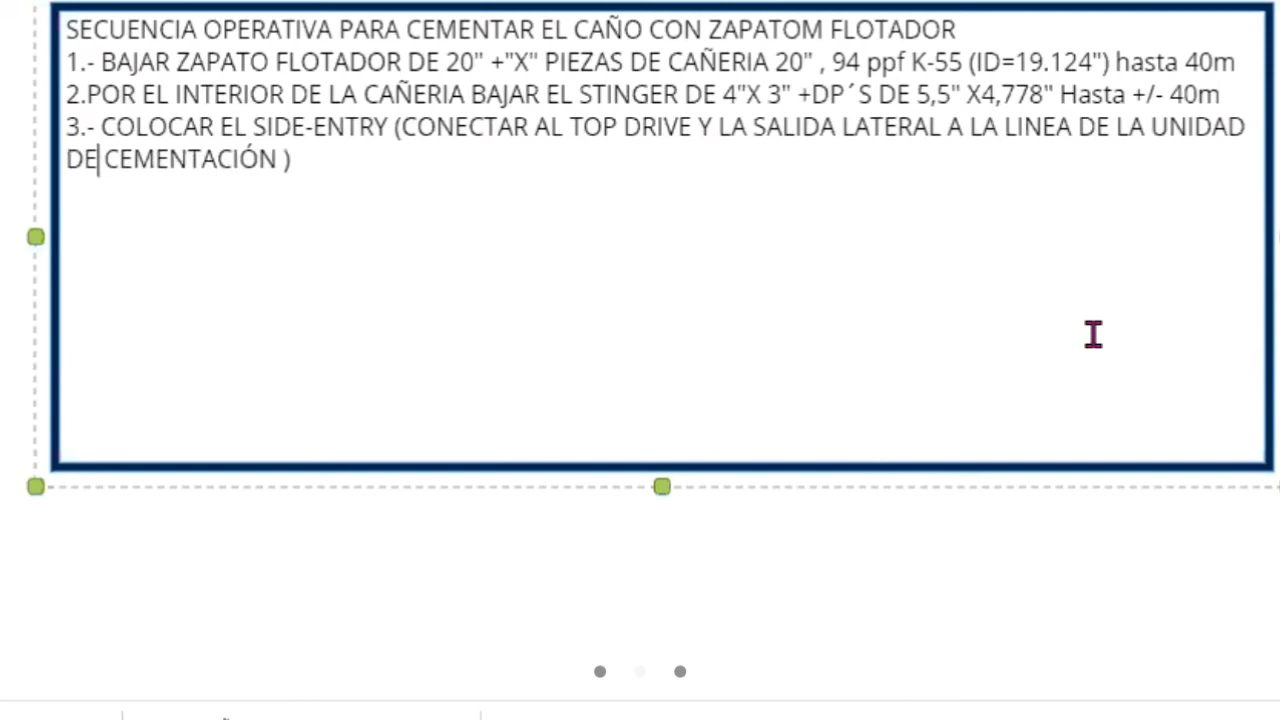 SECUENCIA OPERATIVA PARA CEMENTAR EL CAÑO CON ZAPATOM FLOTADOR
1.- BAJAR ZAPATO FLOTADOR DE 20" +"X" PIEZAS DE CAÑERIA 20" , 94 ppf K-55 (ID=19.124") hasta 40m
2.POR EL INTERIOR DE LA CAÑERIA BAJAR EL STINGER DE 4"X 3" +DP´S DE 5,5" X4,778" Hasta +/- 40m
3.- COLOCAR EL SIDE-ENTRY (CONECTAR AL TOP DRIVE Y LA SALIDA LATERAL A LA LINEA DE LA UNIDAD
DE CEMENTACIÓN )